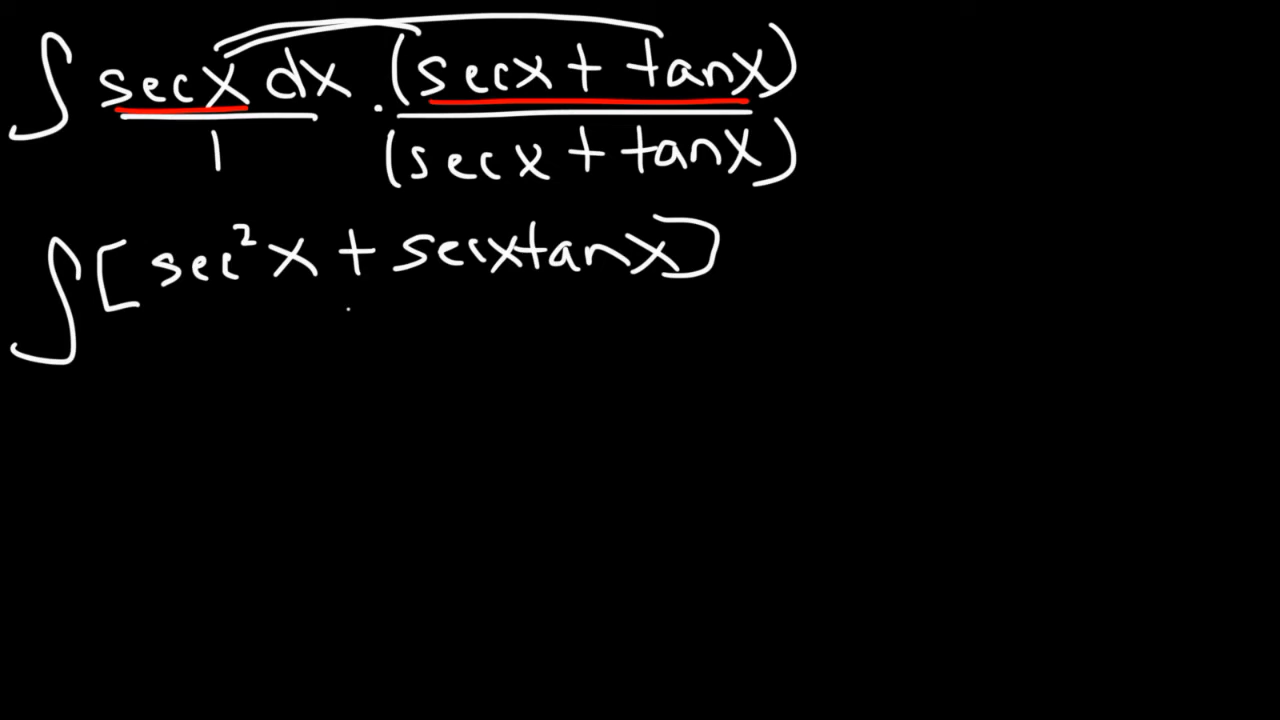 ∫ secx dx · (secx + tanx)
1 (secx + tanx)
∫ [sec²x + secxtanx]